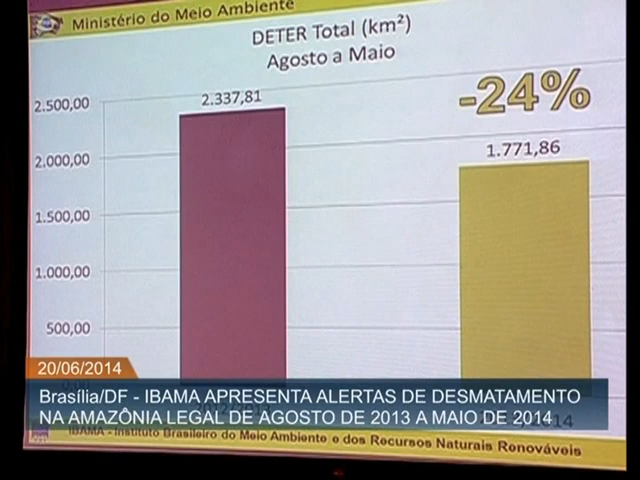 Ministério do Meio Ambiente
DETER Total (km²)
Agosto a Maio
-24%
2.500,00
2.337,81
2.000,00
1.771,86
1.500,00
1.000,00
500,00
20/06/2014
Brasília/DF - IBAMA APRESENTA ALERTAS DE DESMATAMENTO
NA AMAZÔNIA LEGAL DE AGOSTO DE 2013 A MAIO DE 2014
IBAMA - Instituto Brasileiro do Meio Ambiente e dos Recursos Naturais Renováveis